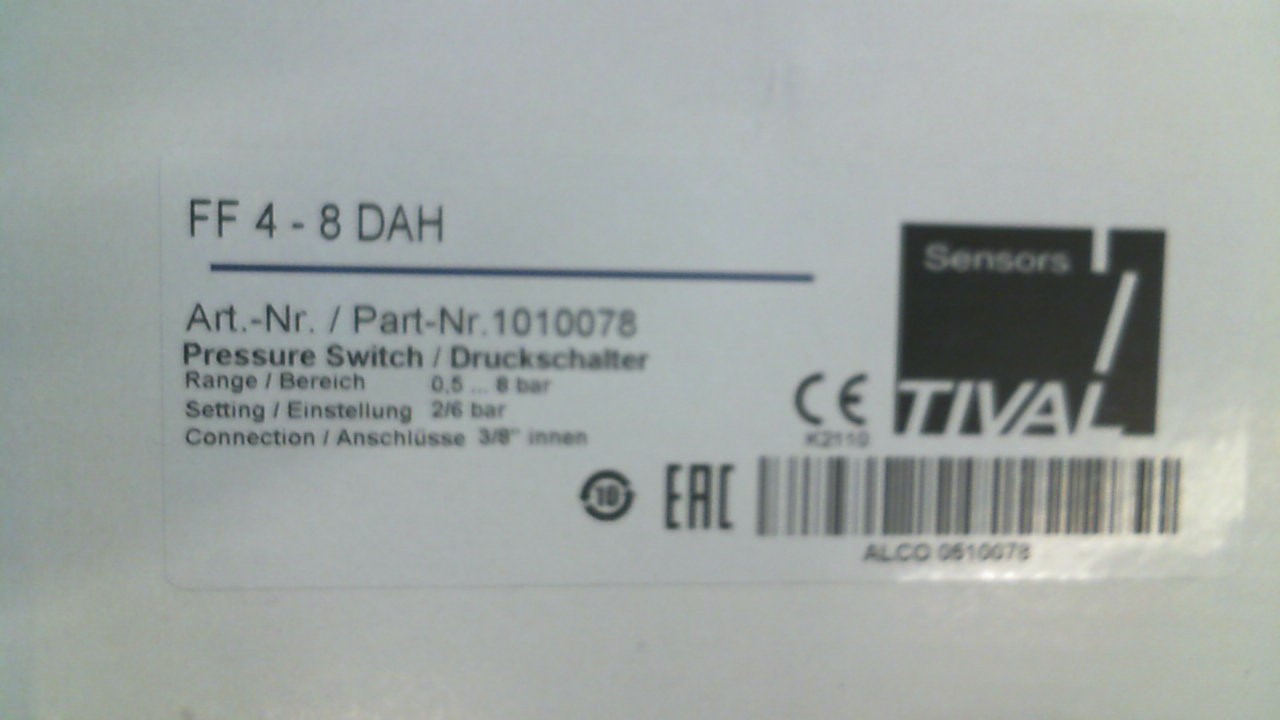 FF 4 - 8 DAH
Art.-Nr. / Part-Nr.1010078
Pressure Switch / Druckschalter
Range / Bereich 0,5 ... 8 bar
Setting / Einstellung 2/6 bar
Connection / Anschlüsse 3/8" innen
Sensors
TIVAL
CE
K2110
10
EAC
ALCO 0610078